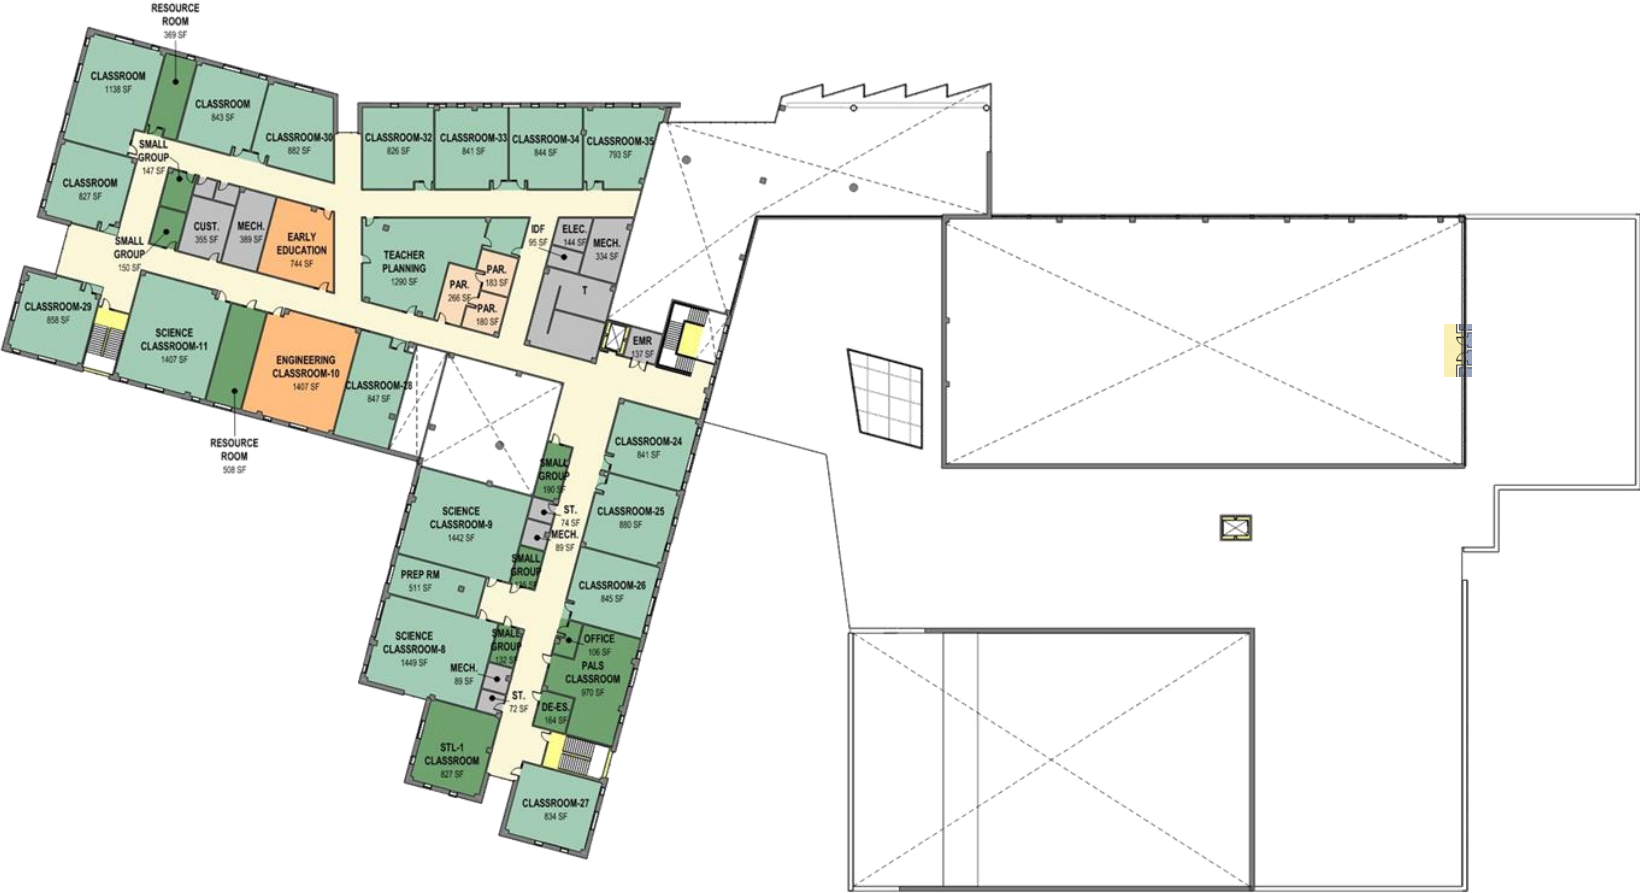 RESOURCE
ROOM
369 SF
CLASSROOM
1138 SF
CLASSROOM
843 SF
CLASSROOM-30
882 SF
CLASSROOM-32
826 SF
CLASSROOM-33
841 SF
CLASSROOM-34
844 SF
CLASSROOM-35
793 SF
SMALL
GROUP
147 SF
CLASSROOM
827 SF
CUST.
355 SF
MECH.
389 SF
EARLY
EDUCATION
744 SF
SMALL
GROUP
150 SF
TEACHER
PLANNING
1290 SF
PAR.
266 SF
PAR.
183 SF
PAR.
180 SF
IDF
95 SF
ELEC.
144 SF
MECH.
334 SF
T
EMR
137 SF
CLASSROOM-29
858 SF
SCIENCE
CLASSROOM-11
1407 SF
ENGINEERING
CLASSROOM-10
1407 SF
CLASSROOM-28
847 SF
RESOURCE
ROOM
508 SF
CLASSROOM-24
841 SF
SMALL
GROUP
190 SF
ST.
74 SF
MECH.
89 SF
CLASSROOM-25
880 SF
SCIENCE
CLASSROOM-9
1442 SF
SMALL
GROUP
SF
PREP RM
511 SF
CLASSROOM-26
845 SF
SCIENCE
CLASSROOM-8
1449 SF
SMALL
GROUP
132 SF
OFFICE
106 SF
PALS
CLASSROOM
970 SF
MECH.
89 SF
ST.
72 SF
DE-ES.
164 SF
STL-1
CLASSROOM
827 SF
CLASSROOM-27
834 SF